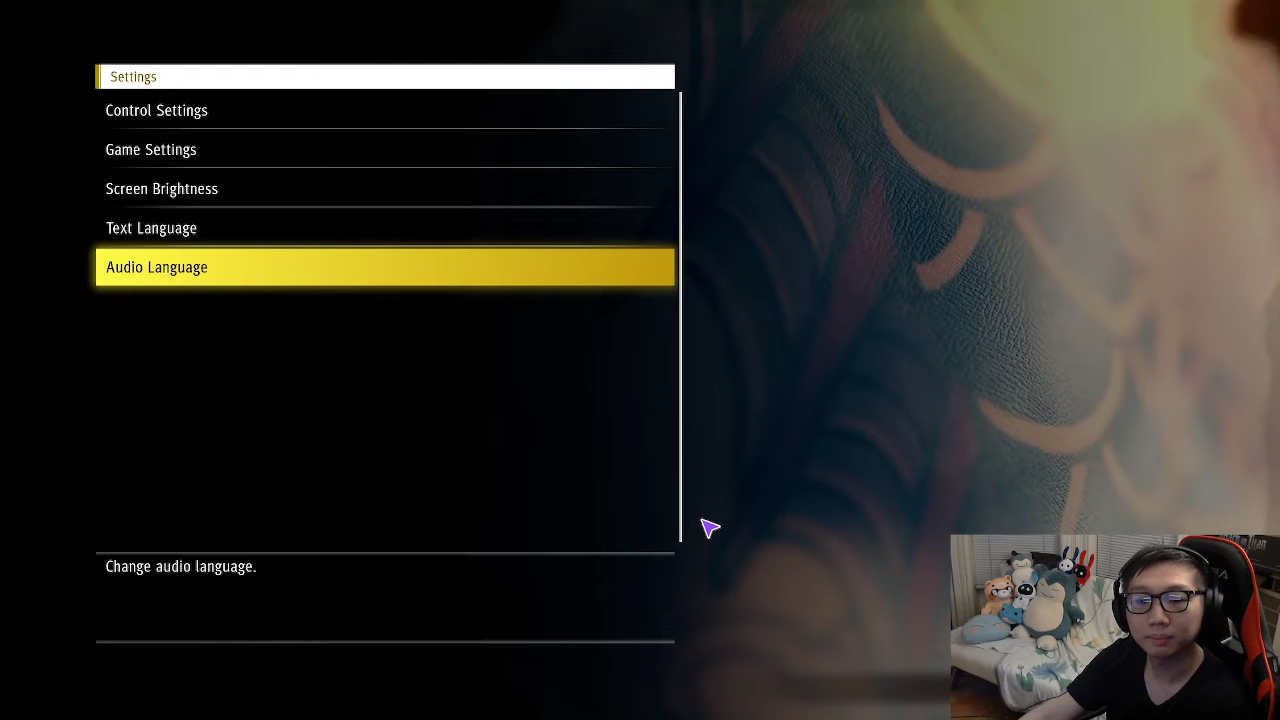 Settings
Control Settings
Game Settings
Screen Brightness
Text Language
Audio Language
Change audio language.